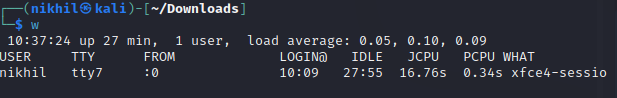 ┌──(nikhil㉿kali)-[~/Downloads]
└─$ w
 10:37:24 up 27 min,  1 user,  load average: 0.05, 0.10, 0.09
USER     TTY      FROM             LOGIN@   IDLE   JCPU   PCPU WHAT
nikhil   tty7     :0               10:09   27:55  16.76s  0.34s xfce4-sessio